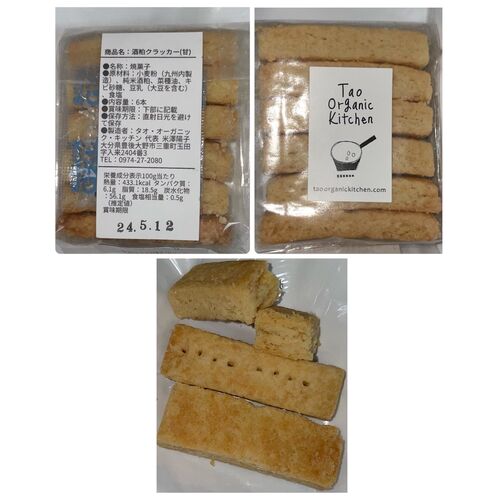 商品名：酒粕クラッカー(甘)
●名称：焼菓子
●原材料：小麦粉（九州内製
造）、純米酒粕、菜種油、キ
ビ砂糖、豆乳（大豆を含む）
、食塩
●内容量：6本
●賞味期限：下部に記載
●保存方法：直射日光を避け
て保存
●製造者：タオ・オーガニッ
ク・キッチン 代表 米澤陽子
大分県豊後大野市三重町玉田
字入来2404番3
TEL：0974-27-2080
栄養成分表示100g当たり
熱量：433.1kcal タンパク質：
6.1g 脂質：18.5g 炭水化物
：56.1g 食塩相当量：0.5g
（推定値）
賞味期限
24.5.12
Tao
Organic
Kitchen
taoorganickitchen.com